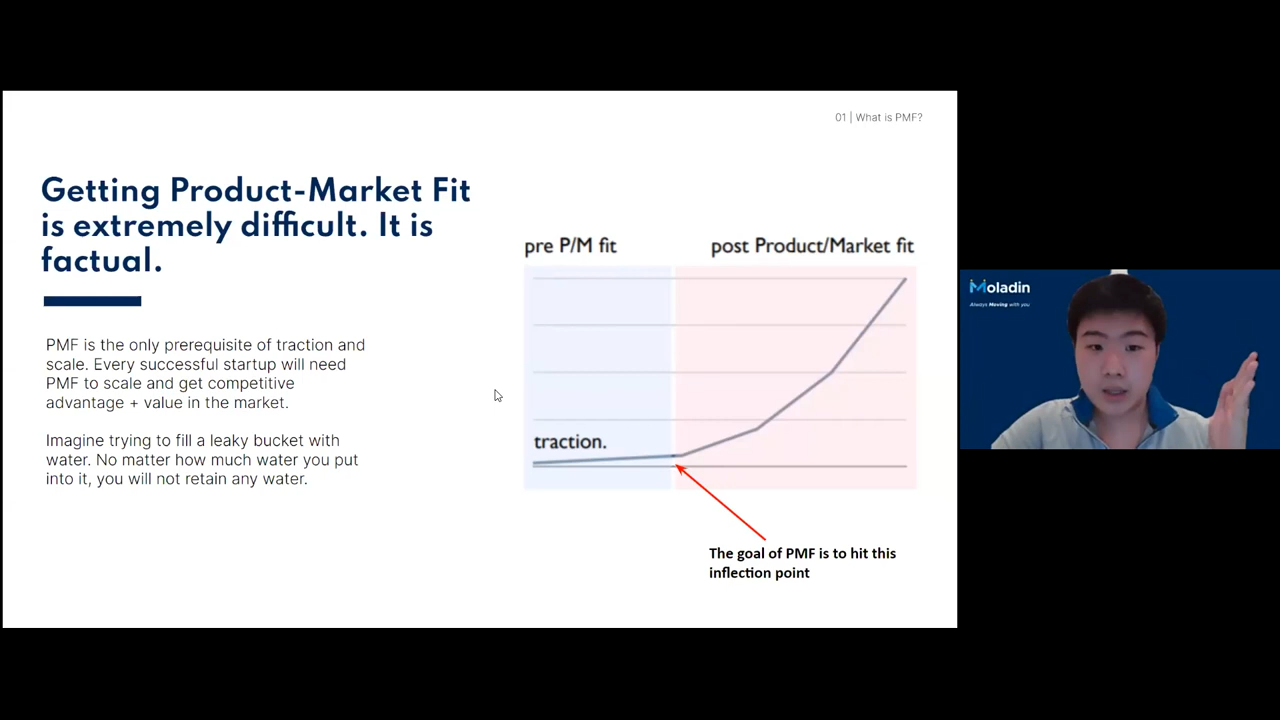 01 | What is PMF?
Getting Product-Market Fit
is extremely difficult. It is
factual.
PMF is the only prerequisite of traction and
scale. Every successful startup will need
PMF to scale and get competitive
advantage + value in the market.
Imagine trying to fill a leaky bucket with
water. No matter how much water you put
into it, you will not retain any water.
pre P/M fit
post Product/Market fit
traction.
The goal of PMF is to hit this
inflection point
Moladin
Always Moving with you